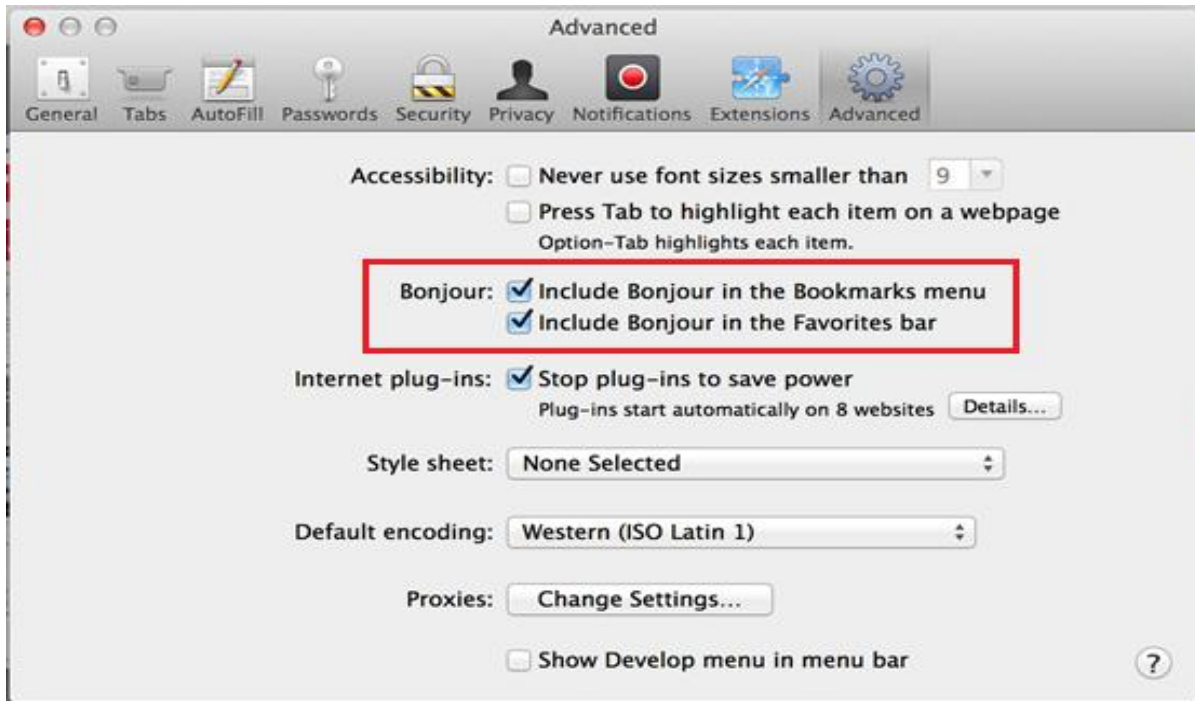 Advanced
General Tabs AutoFill Passwords Security Privacy Notifications Extensions Advanced
Accessibility: Never use font sizes smaller than 9
Press Tab to highlight each item on a webpage
Option-Tab highlights each item.
Bonjour: Include Bonjour in the Bookmarks menu
Include Bonjour in the Favorites bar
Internet plug-ins: Stop plug-ins to save power
Plug-ins start automatically on 8 websites Details...
Style sheet: None Selected
Default encoding: Western (ISO Latin 1)
Proxies: Change Settings...
Show Develop menu in menu bar
?